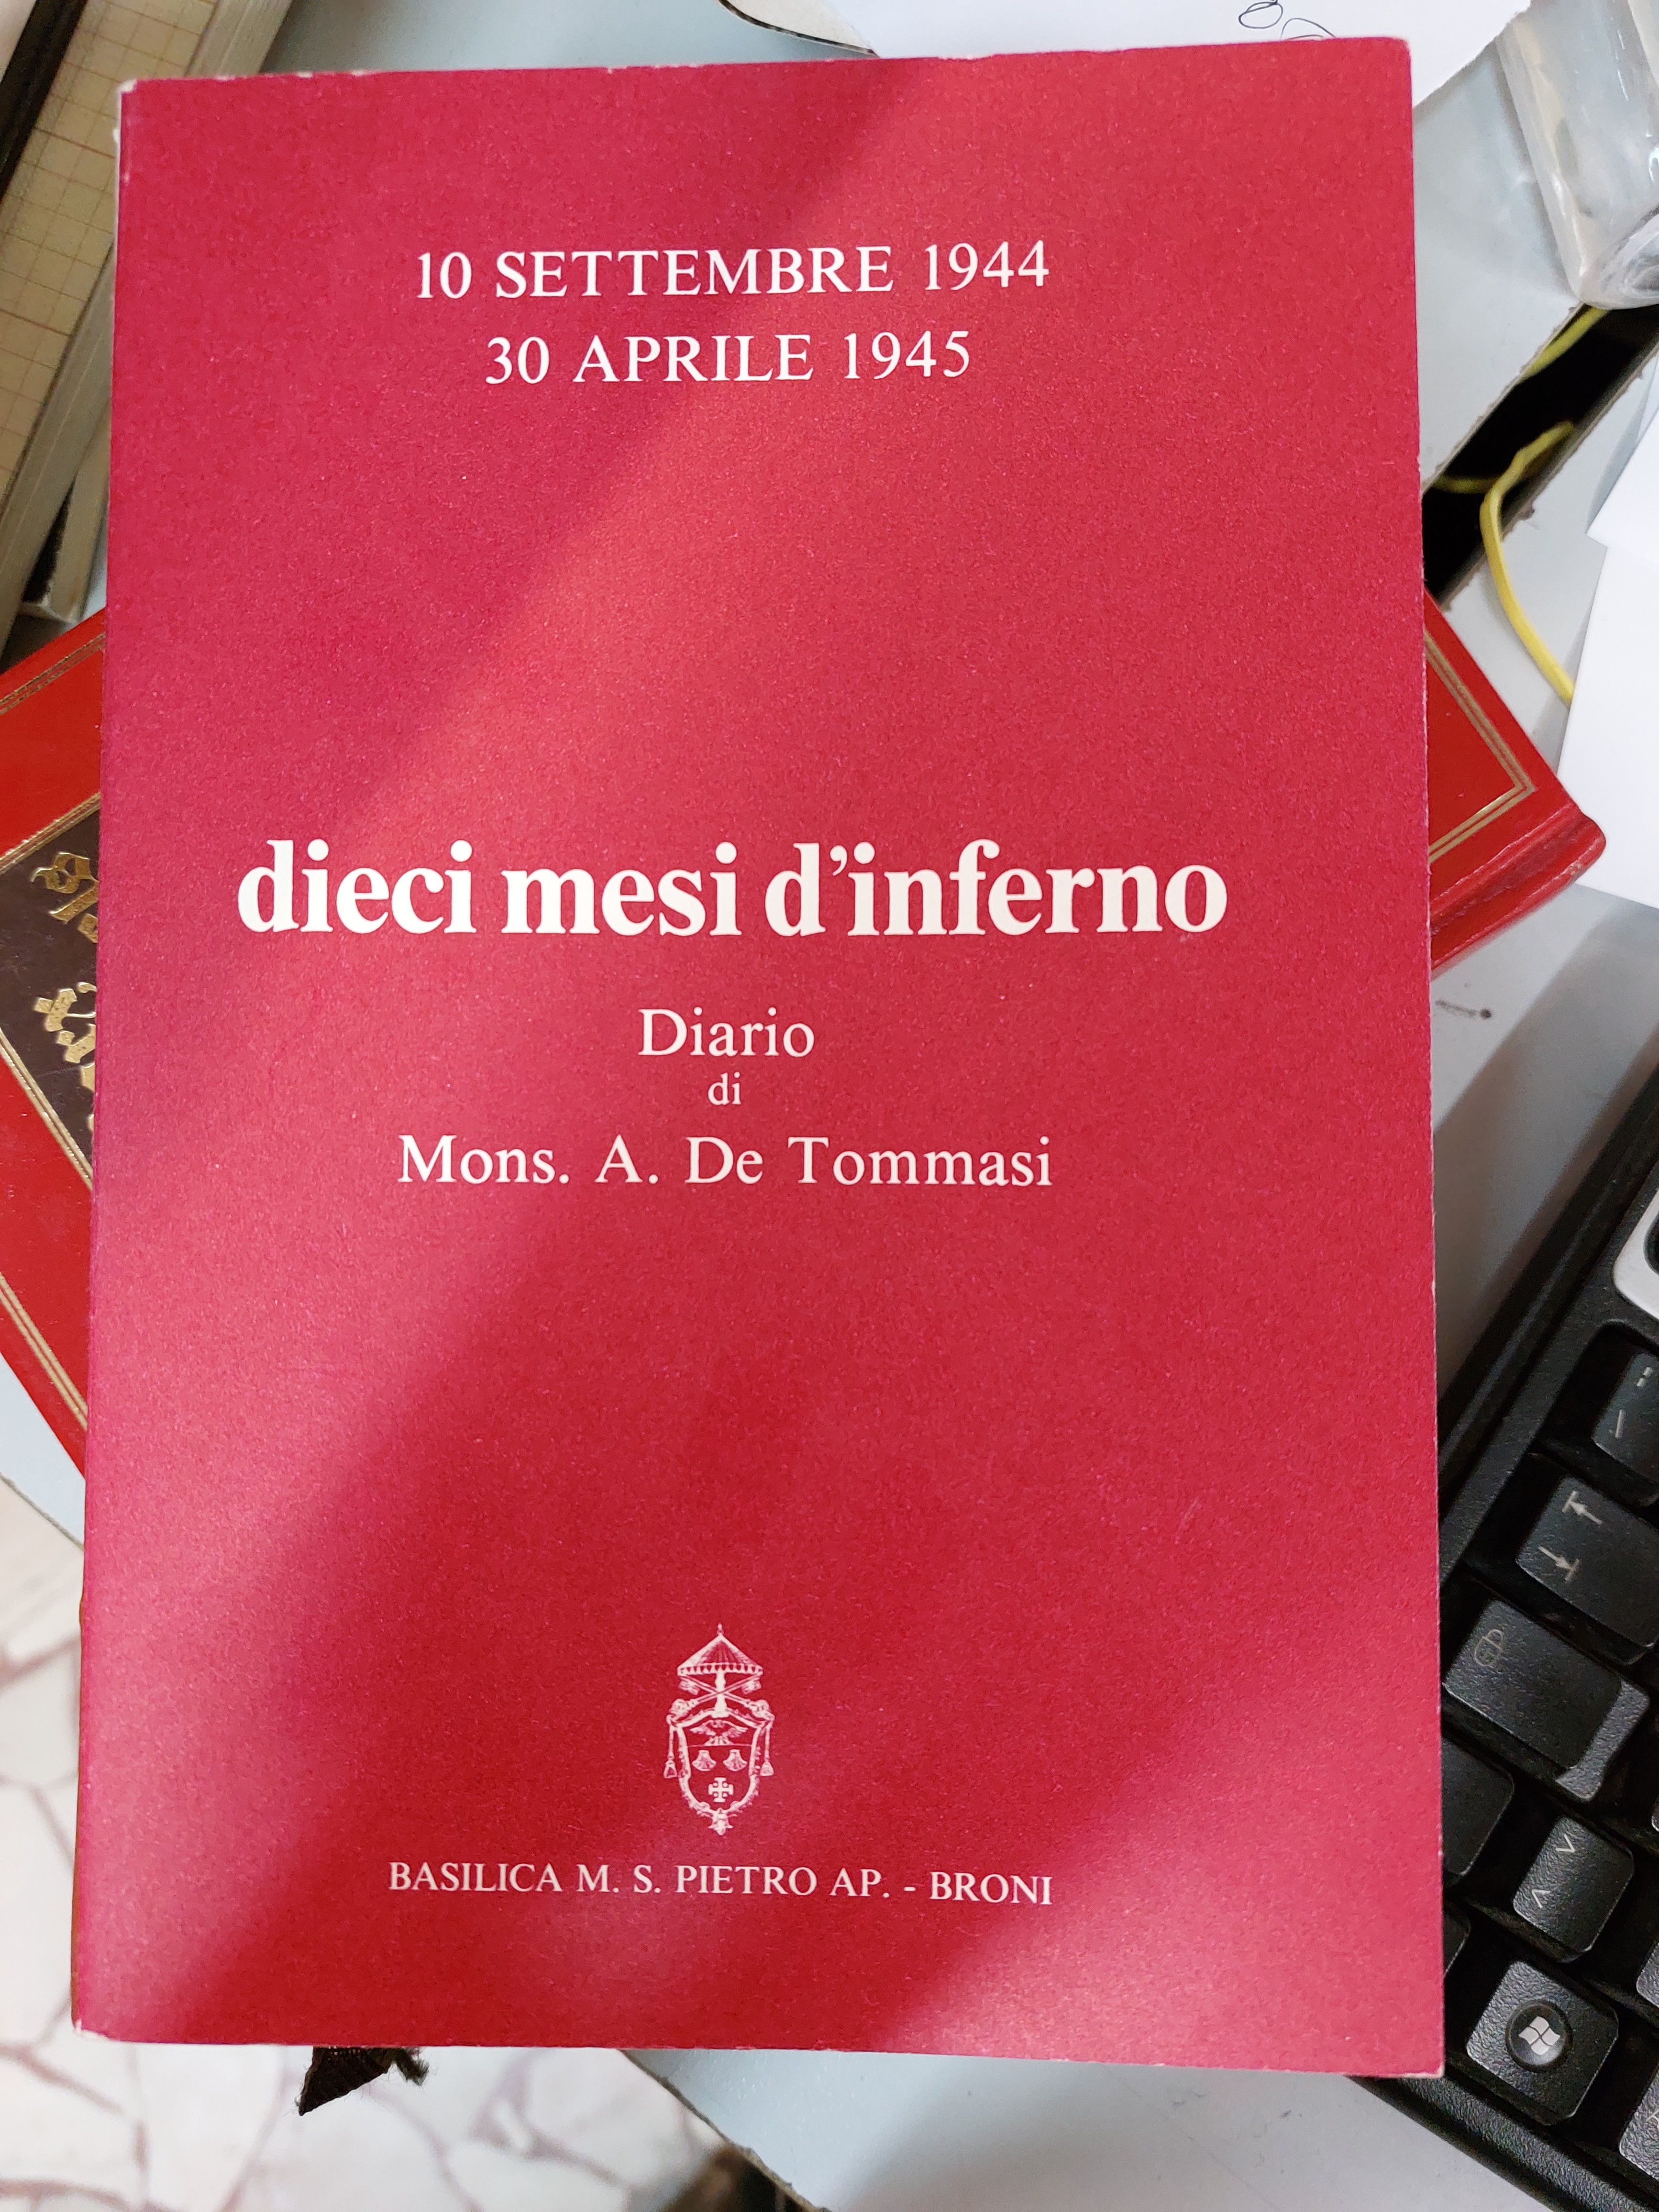 10 SETTEMBRE 1944
30 APRILE 1945
dieci mesi d'inferno
Diario
di
Mons. A. De Tommasi
BASILICA M. S. PIETRO AP. - BRONI